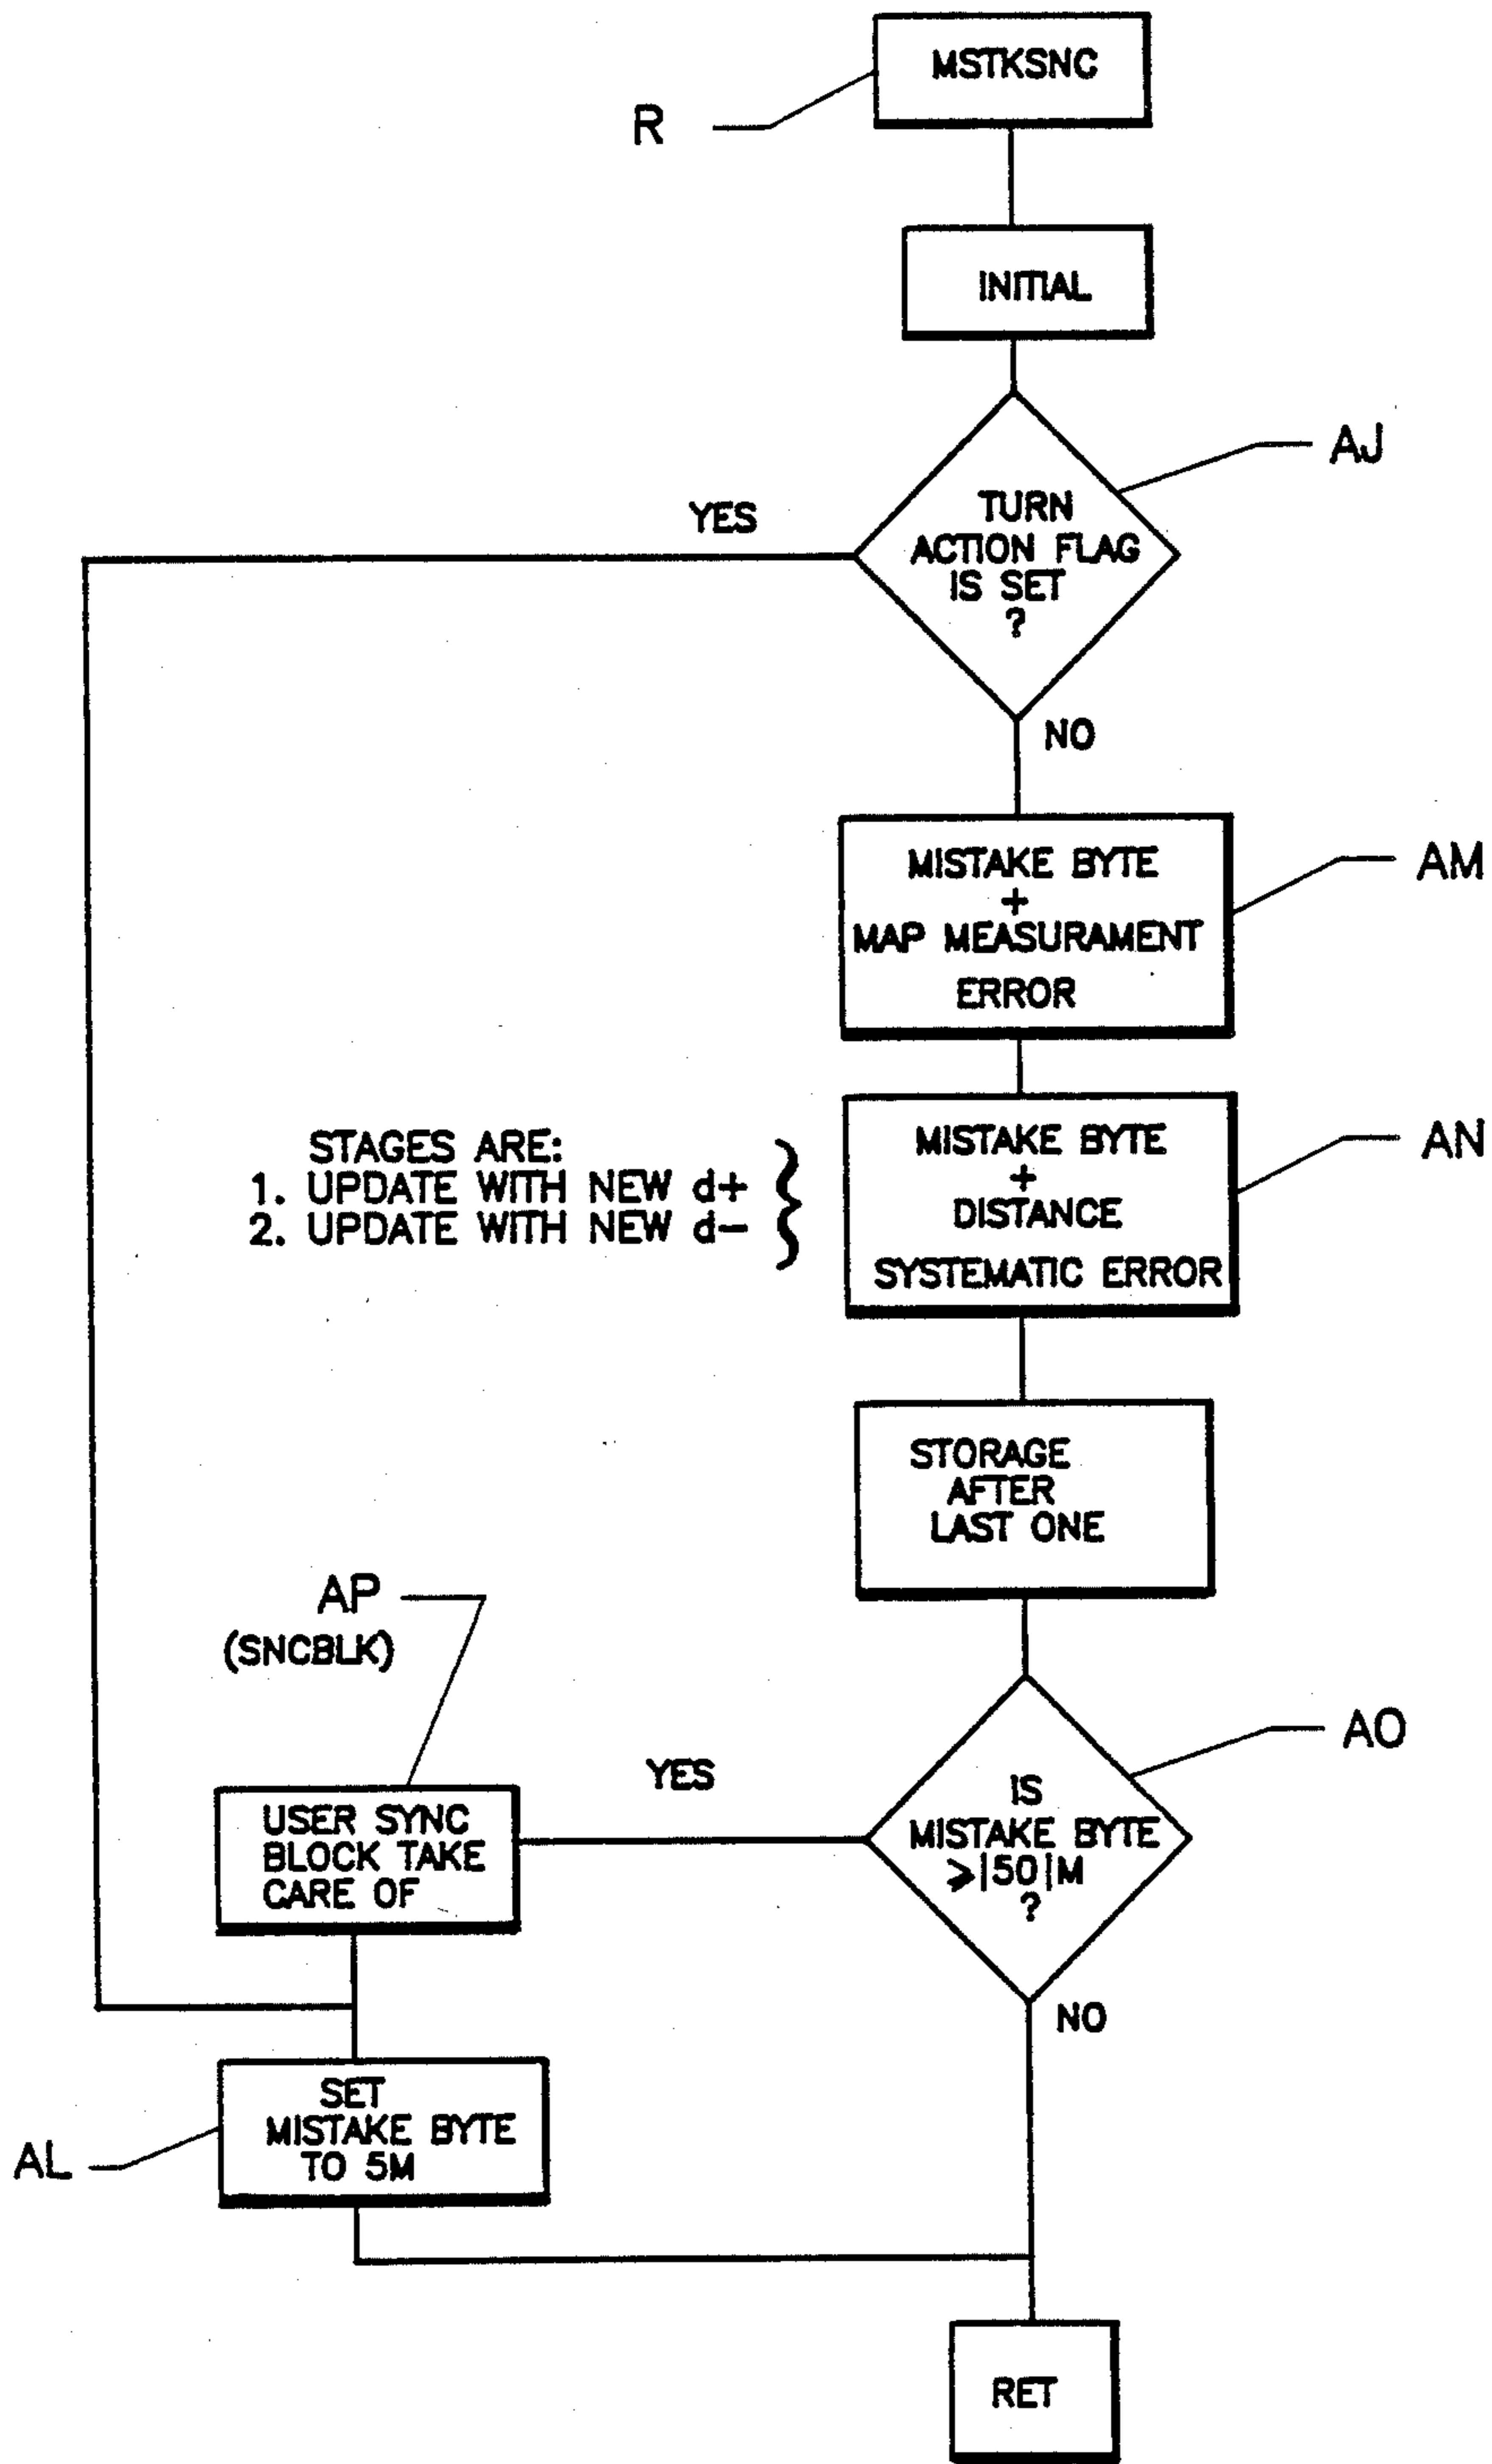 MSTKSNC
R
INITIAL
AJ
YES
TURN
ACTION FLAG
IS SET
?
NO
MISTAKE BYTE
+
MAP MEASURAMENT
ERROR
AM
STAGES ARE:
1. UPDATE WITH NEW d+
2. UPDATE WITH NEW d-
MISTAKE BYTE
+
DISTANCE
SYSTEMATIC ERROR
AN
STORAGE
AFTER
LAST ONE
AP
(SNCBLK)
AO
YES
IS
MISTAKE BYTE
⩾|50|M
?
USER SYNC
BLOCK TAKE
CARE OF
NO
SET
MISTAKE BYTE
TO 5M
AL
RET